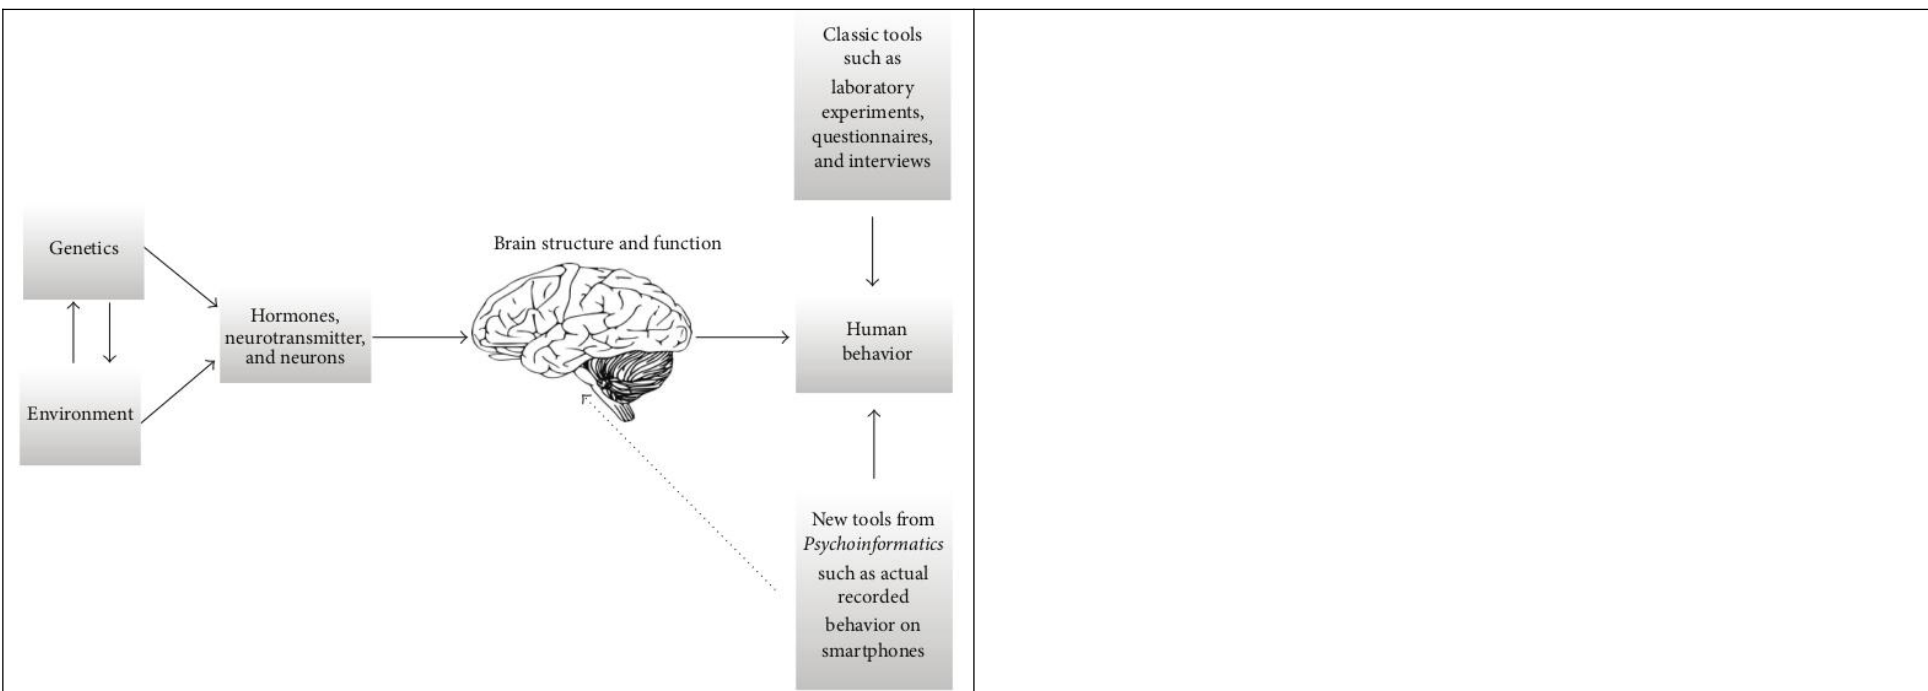 Classic tools
such as
laboratory
experiments,
questionnaires,
and interviews
Genetics
Brain structure and function
Hormones,
neurotransmitter,
and neurons
Human
behavior
Environment
New tools from
Psychoinformatics
such as actual
recorded
behavior on
smartphones